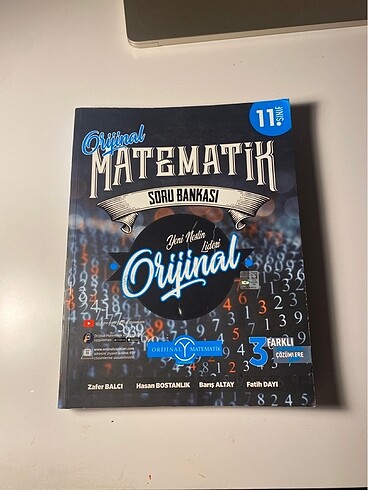 11.
SINIF
Orijinal
MATEMATİK
SORU BANKASI
Yeni Neslin
Lideri
Orijinal
ORİJİNAL MATEMATİK
3 FARKLI
ÇÖZÜMLERE
Zafer BALCI Hasan BOSTANLIK Barış ALTAY Fatih DAYI